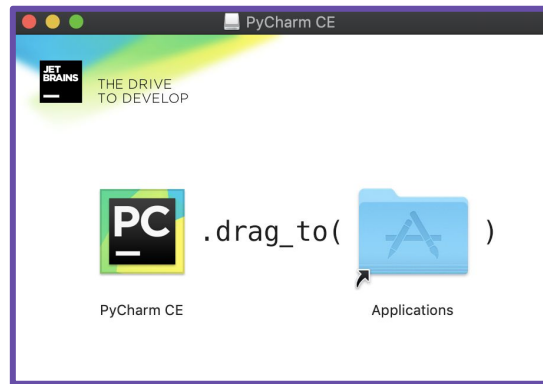 PyCharm CE
JET
BRAINS
THE DRIVE
TO DEVELOP
PC
.drag_to( )
PyCharm CE
Applications